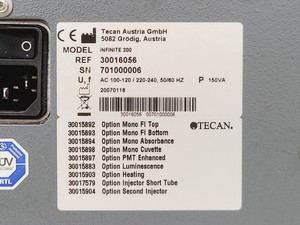 Tecan Austria GmbH
5082 Grödig, Austria
MODEL INFINITE 200
REF 30016056
SN 701000006
U, f AC 100-120 / 220-240, 50/60 HZ P 150VA
20070116
30016056 00701000006
TECAN.
30015892 Option Mono FI Top
30015893 Option Mono FI Bottom
30015894 Option Mono Absorbance
30015898 Option Mono Cuvette
30015897 Option PMT Enhanced
30015883 Option Luminescence
30015903 Option Heating
30017579 Option Injector Short Tube
30015904 Option Second Injector